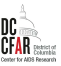 DC
CFAR
District of
Columbia
Center for AIDS Research